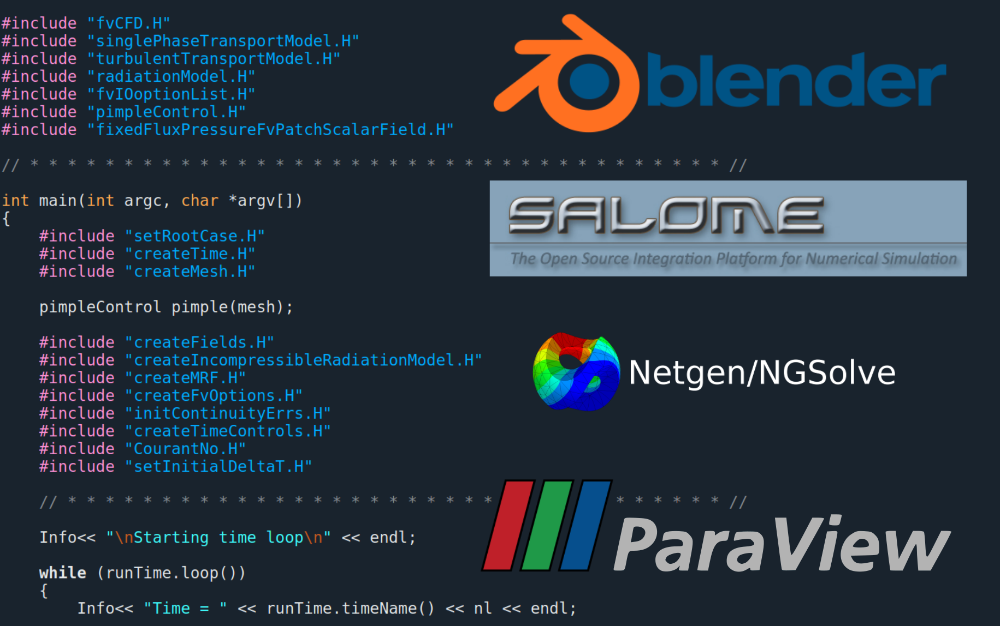 #include "fvCFD.H"
#include "singlePhaseTransportModel.H"
#include "turbulentTransportModel.H"
#include "radiationModel.H"
#include "fvIOoptionList.H"
#include "pimpleControl.H"
#include "fixedFluxPressureFvPatchScalarField.H"
// * * * * * * * * * * * * * * * * * * * * * * * * * * * * * * * * * * * * * //
int main(int argc, char *argv[])
{
    #include "setRootCase.H"
    #include "createTime.H"
    #include "createMesh.H"
    pimpleControl pimple(mesh);
    #include "createFields.H"
    #include "createIncompressibleRadiationModel.H"
    #include "createMRF.H"
    #include "createFvOptions.H"
    #include "initContinuityErrs.H"
    #include "createTimeControls.H"
    #include "CourantNo.H"
    #include "setInitialDeltaT.H"
    // * * * * * * * * * * * * * * * * * * * * * * * * * * * * * //
    Info<< "\nStarting time loop\n" << endl;
    while (runTime.loop())
    {
        Info<< "Time = " << runTime.timeName() << nl << endl;
blender
SALOME
The Open Source Integration Platform for Numerical Simulation
Netgen/NGSolve
ParaView